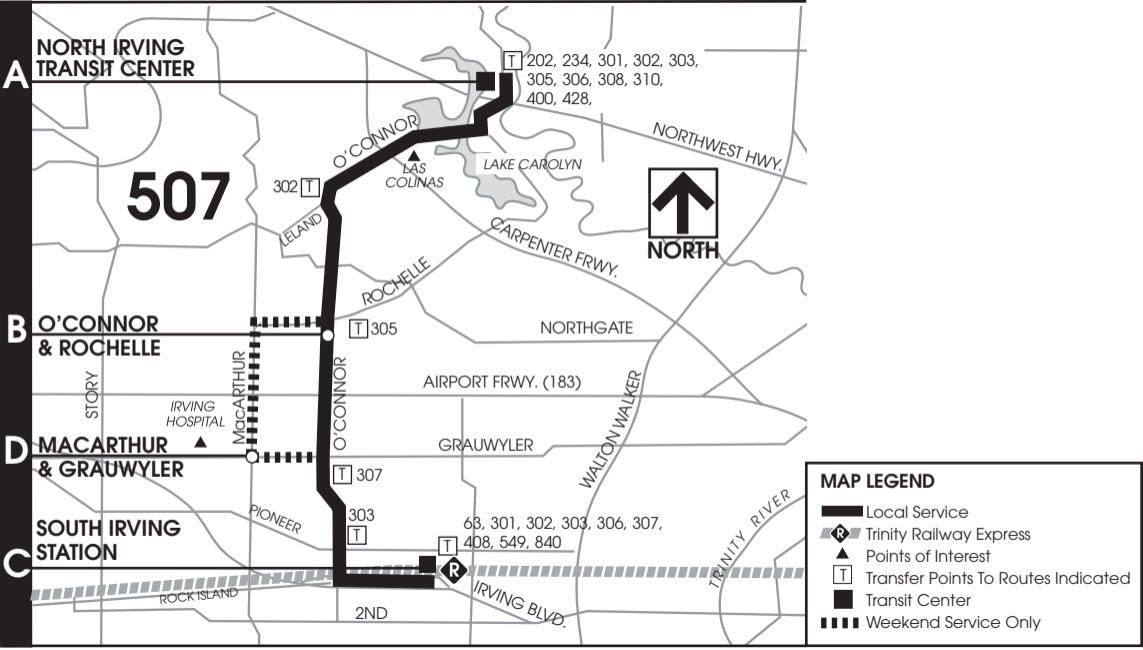 A
NORTH IRVING
TRANSIT CENTER
T
202, 234, 301, 302, 303,
305, 306, 308, 310,
400, 428,
O'CONNOR
NORTHWEST HWY.
LAKE CAROLYN
LAS
COLINAS
507
302 T
LELAND
CARPENTER FRWY.
NORTH
ROCHELLE
B
O'CONNOR
& ROCHELLE
T 305
NORTHGATE
STORY
MacARTHUR
O'CONNOR
AIRPORT FRWY. (183)
WALTON WALKER
IRVING
HOSPITAL
D
MACARTHUR
& GRAUWYLER
GRAUWYLER
T 307
PIONEER
303
T
C
SOUTH IRVING
STATION
63, 301, 302, 303, 306, 307,
T 408, 549, 840
R
ROCK ISLAND
IRVING BLVD.
2ND
TRINITY RIVER
MAP LEGEND
Local Service
R Trinity Railway Express
Points of Interest
T Transfer Points To Routes Indicated
Transit Center
Weekend Service Only